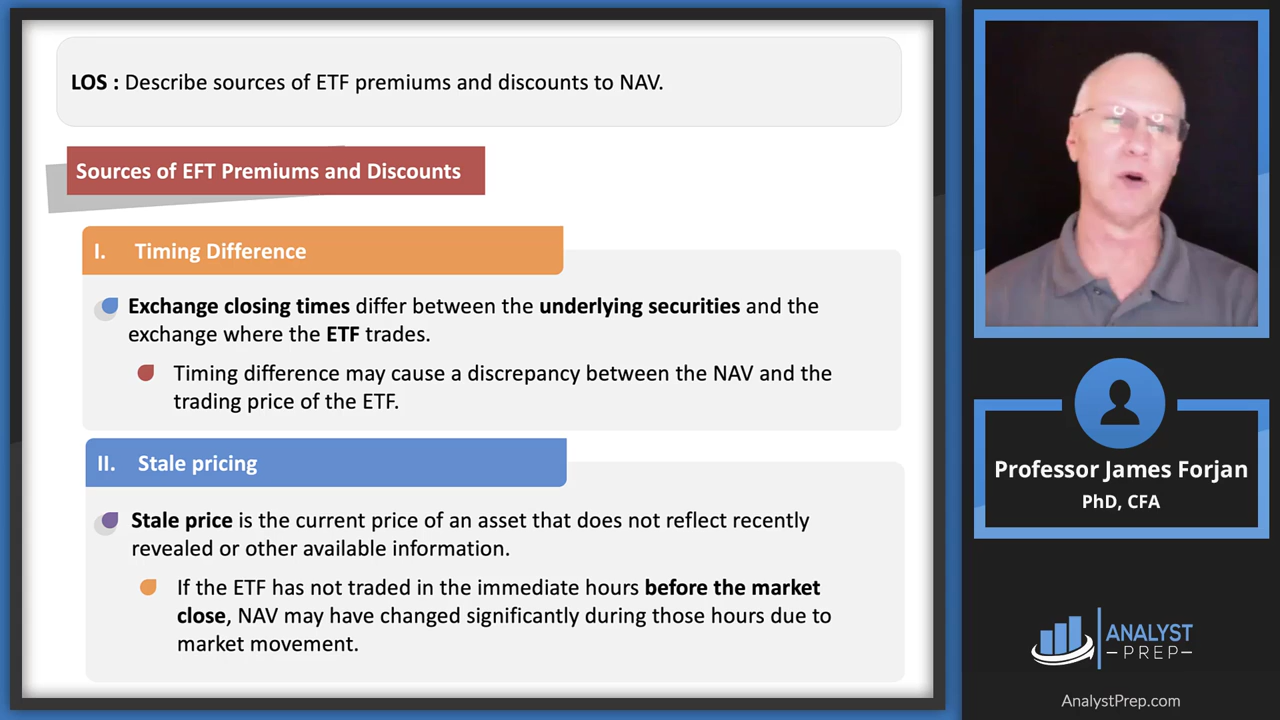 LOS : Describe sources of ETF premiums and discounts to NAV.
Sources of EFT Premiums and Discounts
I. Timing Difference
Exchange closing times differ between the underlying securities and the
exchange where the ETF trades.
Timing difference may cause a discrepancy between the NAV and the
trading price of the ETF.
II. Stale pricing
Stale price is the current price of an asset that does not reflect recently
revealed or other available information.
If the ETF has not traded in the immediate hours before the market
close, NAV may have changed significantly during those hours due to
market movement.
Professor James Forjan
PhD, CFA
ANALYST
–PREP–
AnalystPrep.com